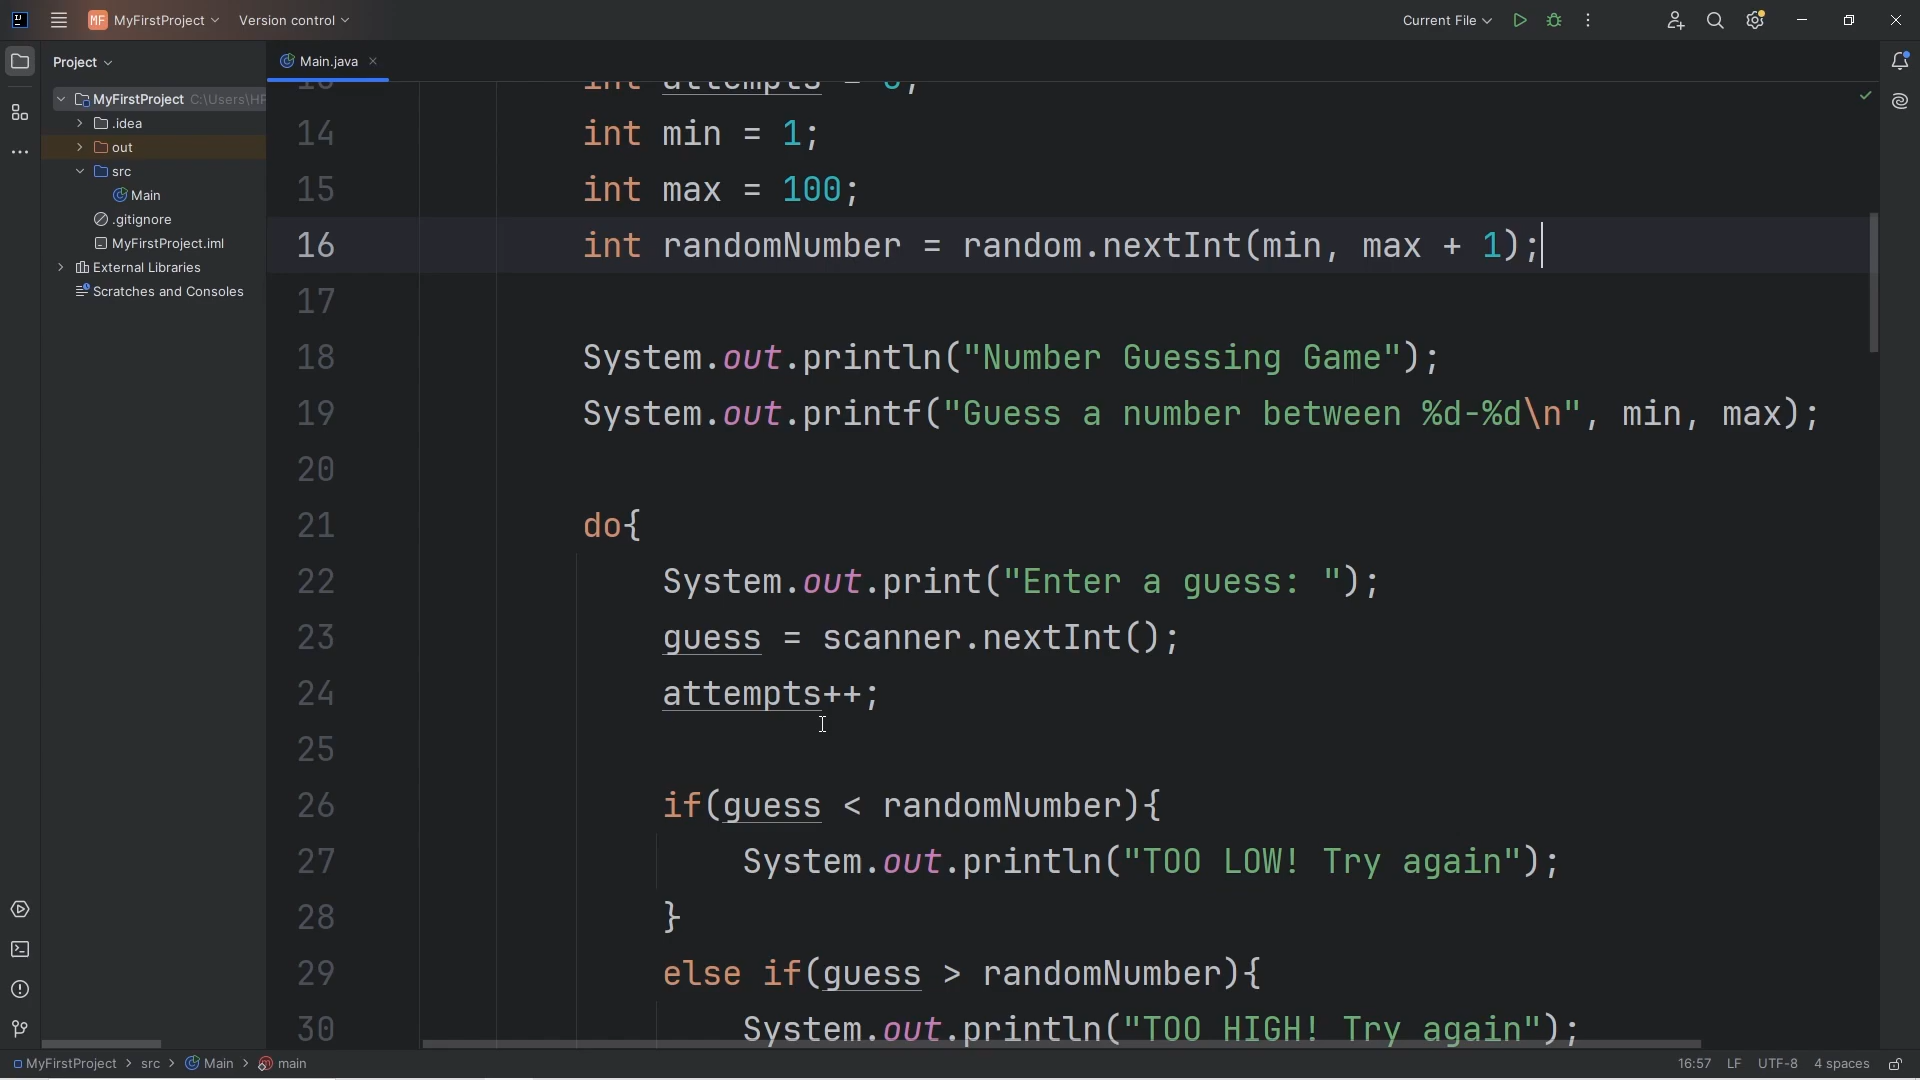 MF MyFirstProject Version control Current File
Project
Main.java
MyFirstProject C:\Users\HP
.idea
out
src
Main
.gitignore
MyFirstProject.iml
External Libraries
Scratches and Consoles
int attempts = 0;
14 int min = 1;
15 int max = 100;
16 int randomNumber = random.nextInt(min, max + 1);
17
18 System.out.println("Number Guessing Game");
19 System.out.printf("Guess a number between %d-%d\n", min, max);
20
21 do{
22 System.out.print("Enter a guess: ");
23 guess = scanner.nextInt();
24 attempts++;
25
26 if(guess < randomNumber){
27 System.out.println("TOO LOW! Try again");
28 }
29 else if(guess > randomNumber){
30 System.out.println("TOO HIGH! Try again");
MyFirstProject > src > Main > main 16:57 LF UTF-8 4 spaces